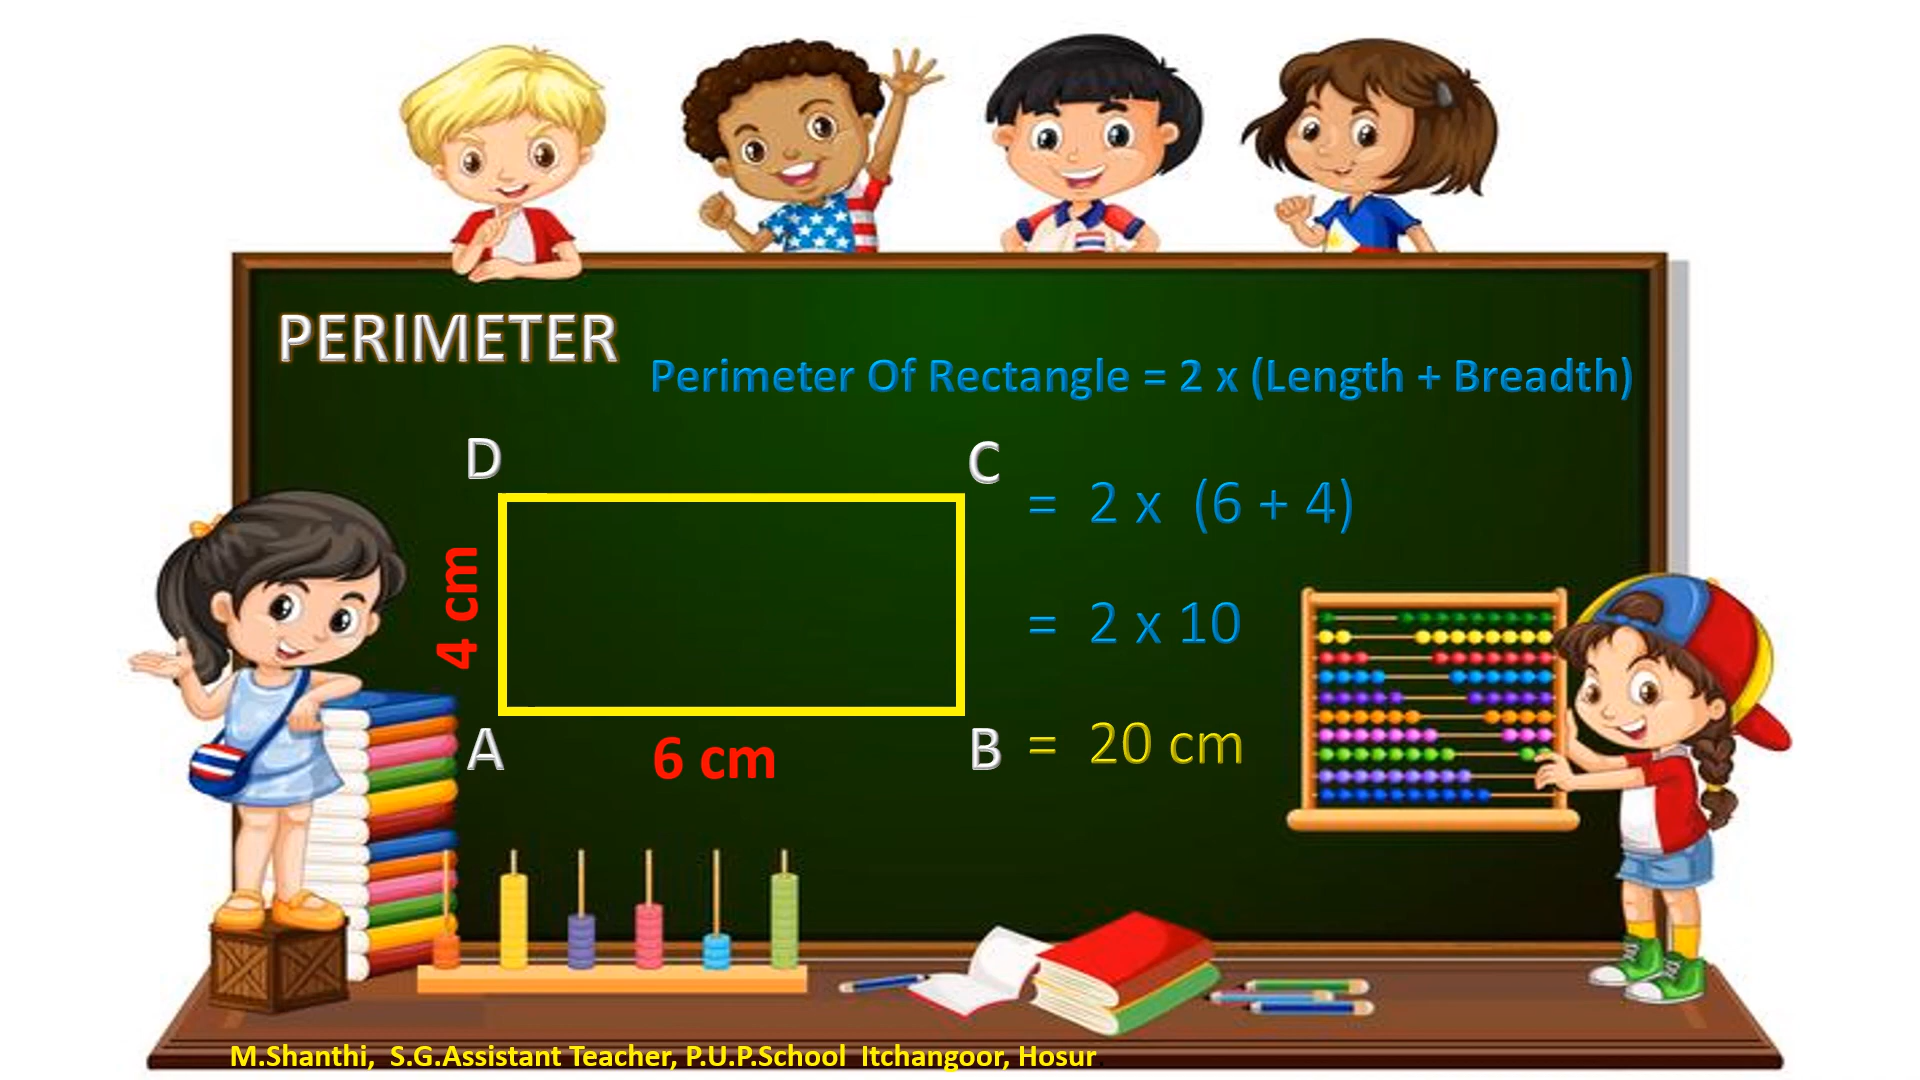 PERIMETER
Perimeter Of Rectangle = 2 x (Length + Breadth)
D
C
= 2 x (6 + 4)
4 cm
= 2 x 10
A
6 cm
B
= 20 cm
M.Shanthi, S.G.Assistant Teacher, P.U.P.School Itchangoor, Hosur